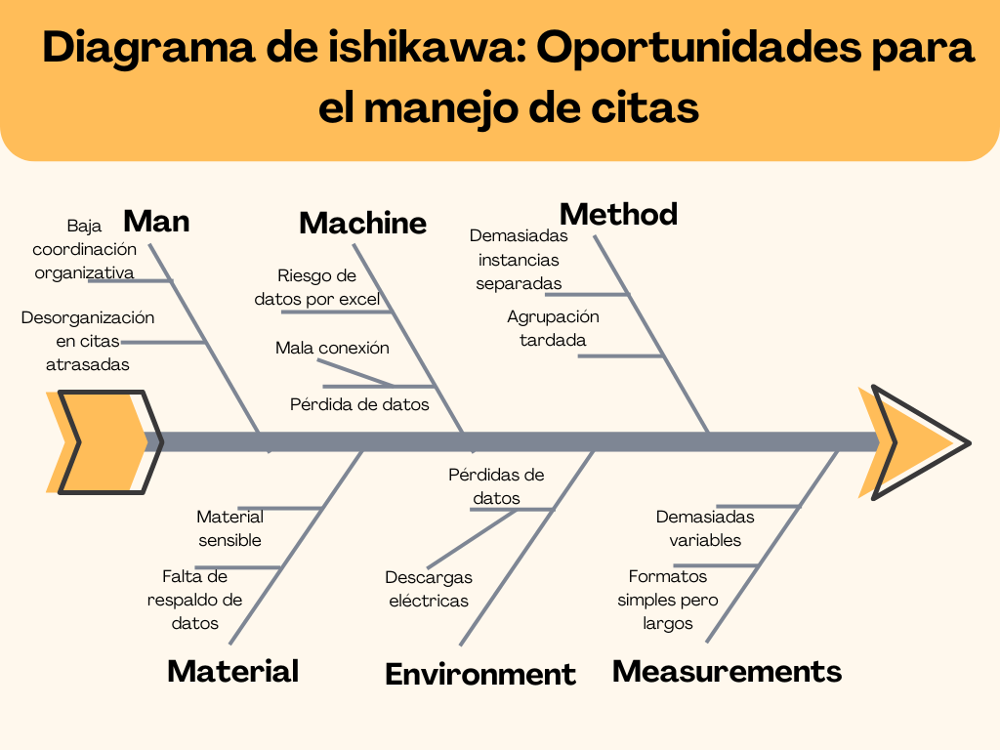 Diagrama de ishikawa: Oportunidades para
el manejo de citas
Man
Baja
coordinación
organizativa
Desorganización
en citas
atrasadas
Machine
Riesgo de
datos por excel
Mala conexión
Pérdida de datos
Method
Demasiadas
instancias
separadas
Agrupación
tardada
Material
sensible
Falta de
respaldo de
datos
Material
Pérdidas de
datos
Descargas
eléctricas
Environment
Demasiadas
variables
Formatos
simples pero
largos
Measurements